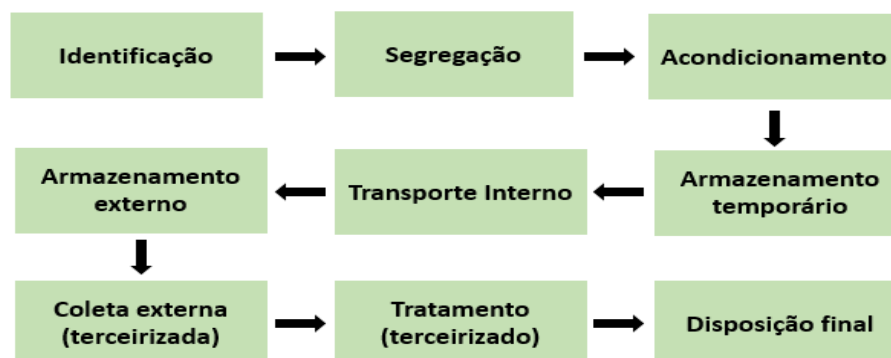 Identificação
Segregação
Acondicionamento
Armazenamento
temporário
Transporte Interno
Armazenamento
externo
Coleta externa
(terceirizada)
Tratamento
(terceirizado)
Disposição final